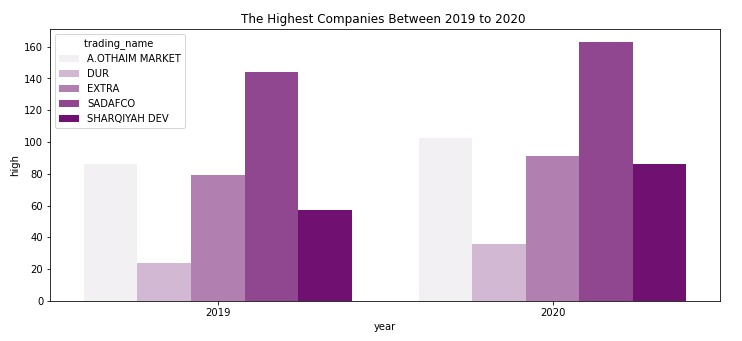 The Highest Companies Between 2019 to 2020
trading_name
A.OTHAIM MARKET
DUR
EXTRA
SADAFCO
SHARQIYAH DEV
high
160
140
120
100
80
60
40
20
0
2019
2020
year